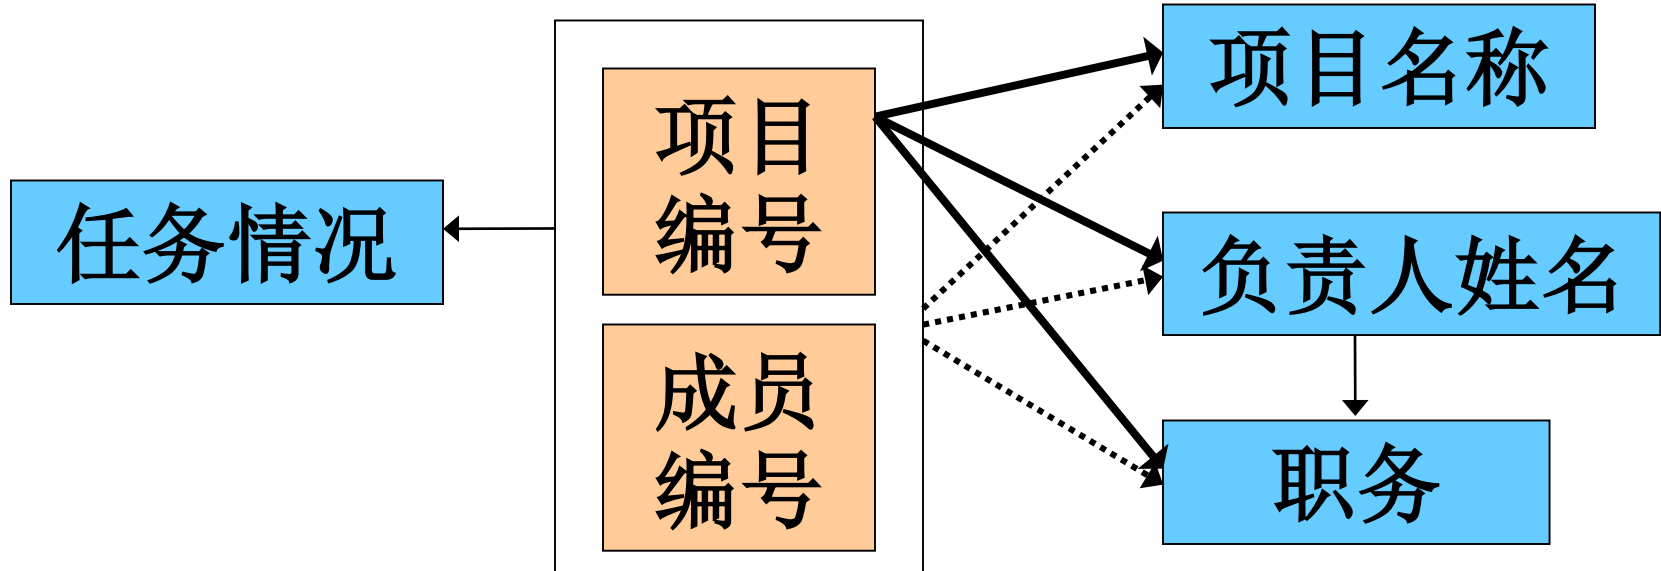 任务情况
项目
编号
成员
编号
项目名称
负责人姓名
职务